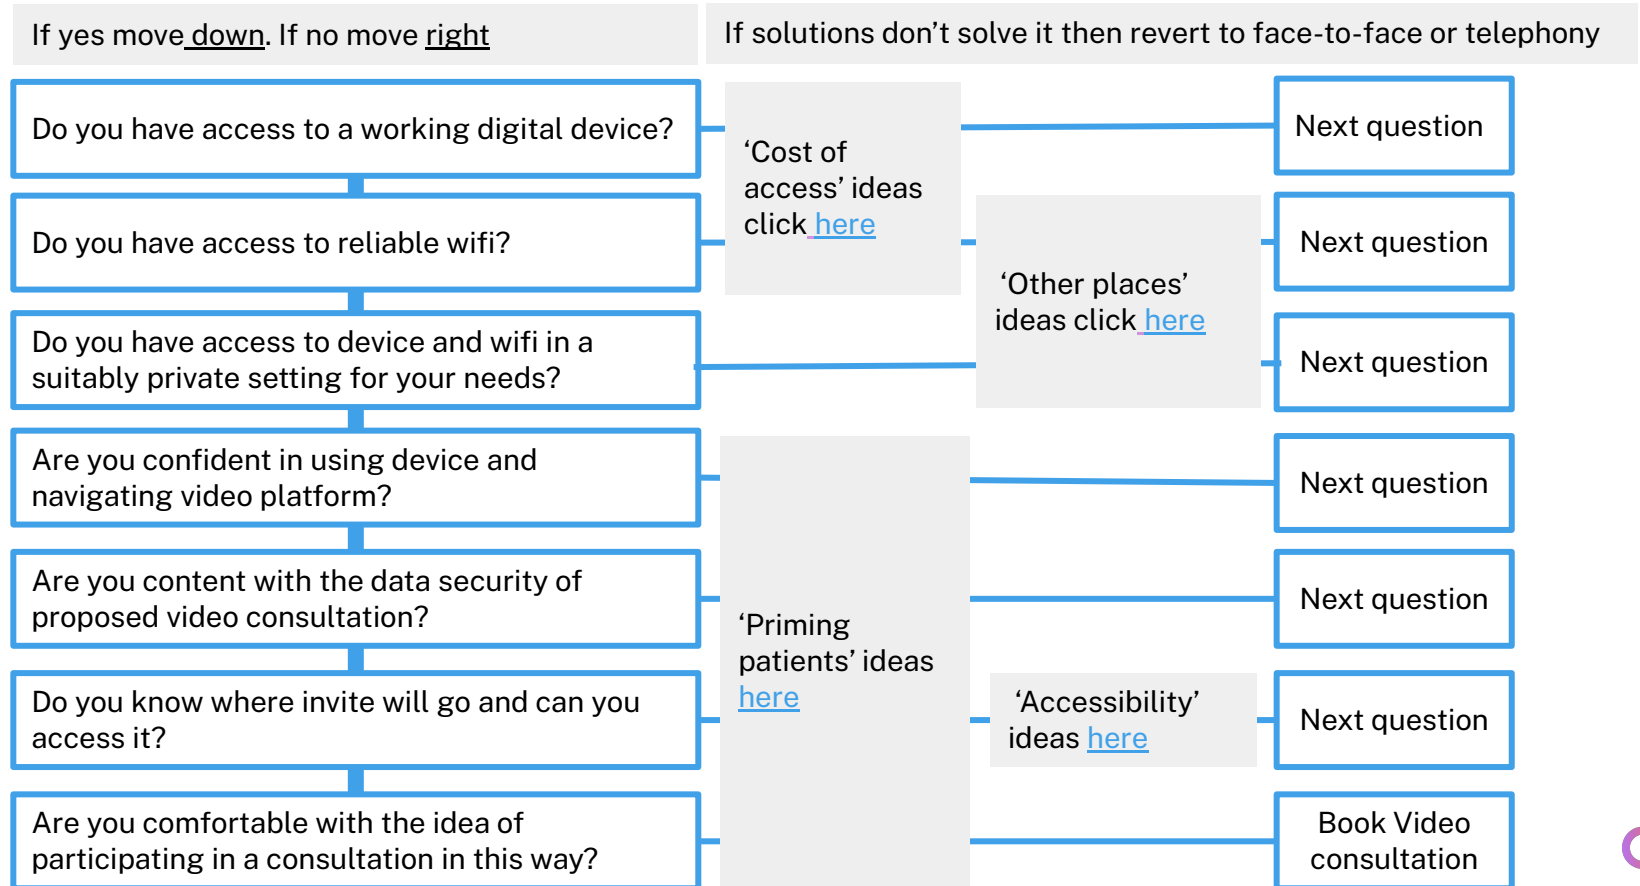 If yes move down. If no move right
If solutions don’t solve it then revert to face-to-face or telephony
Do you have access to a working digital device?
‘Cost of
access’ ideas
click here
Next question
Do you have access to reliable wifi?
‘Other places’
ideas click here
Next question
Do you have access to device and wifi in a
suitably private setting for your needs?
Next question
Are you confident in using device and
navigating video platform?
‘Priming
patients’ ideas
here
Next question
Are you content with the data security of
proposed video consultation?
Next question
Do you know where invite will go and can you
access it?
‘Accessibility’
ideas here
Next question
Are you comfortable with the idea of
participating in a consultation in this way?
Book Video
consultation